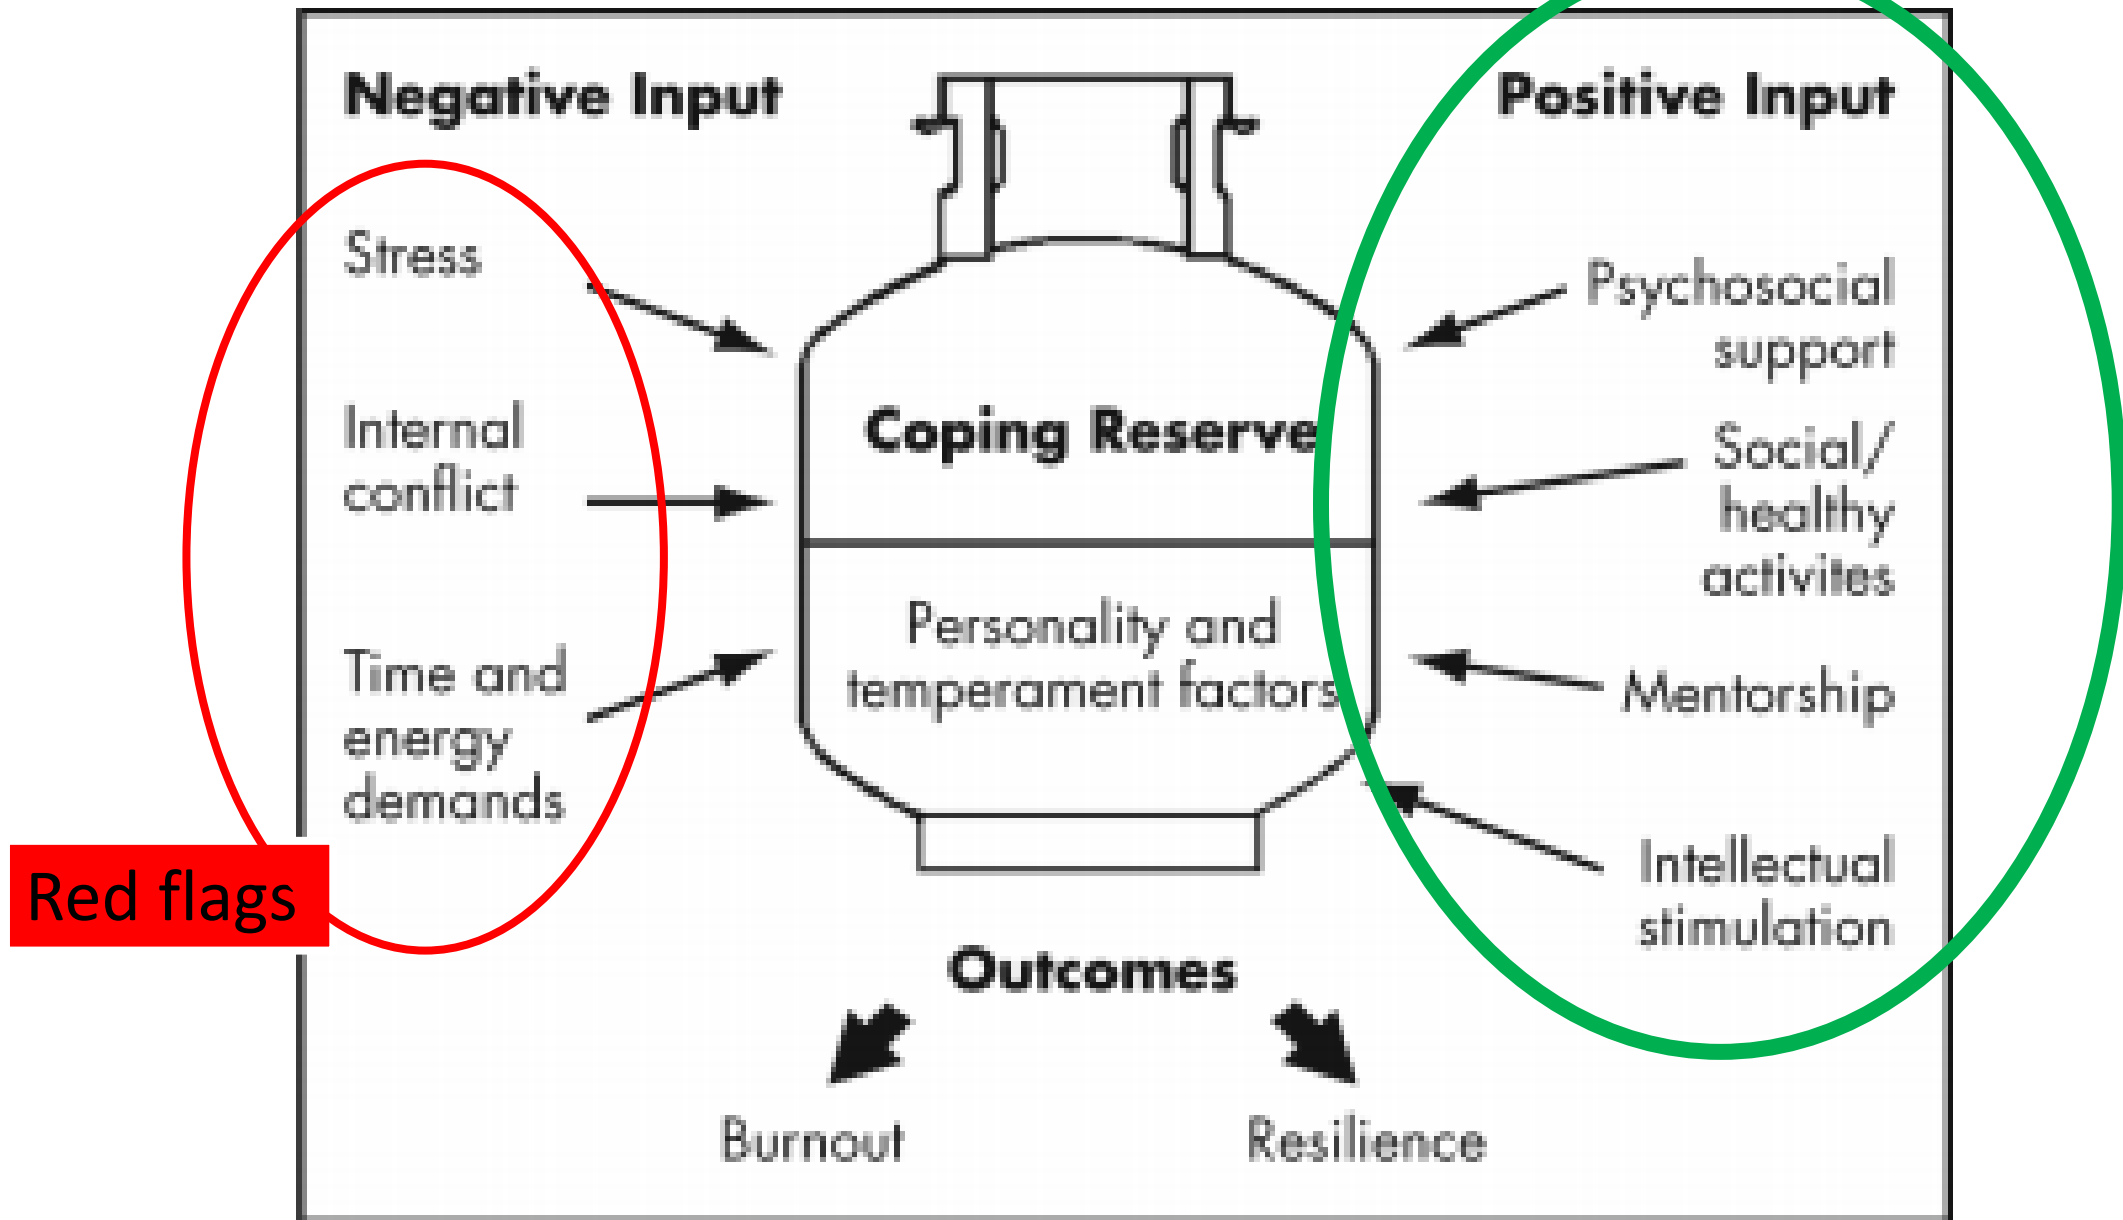 Negative Input
Stress
Internal
conflict
Time and
energy
demands
Red flags
Coping Reserve
Personality and
temperament factors
Positive Input
Psychosocial
support
Social/
healthy
activites
Mentorship
Intellectual
stimulation
Outcomes
Burnout
Resilience